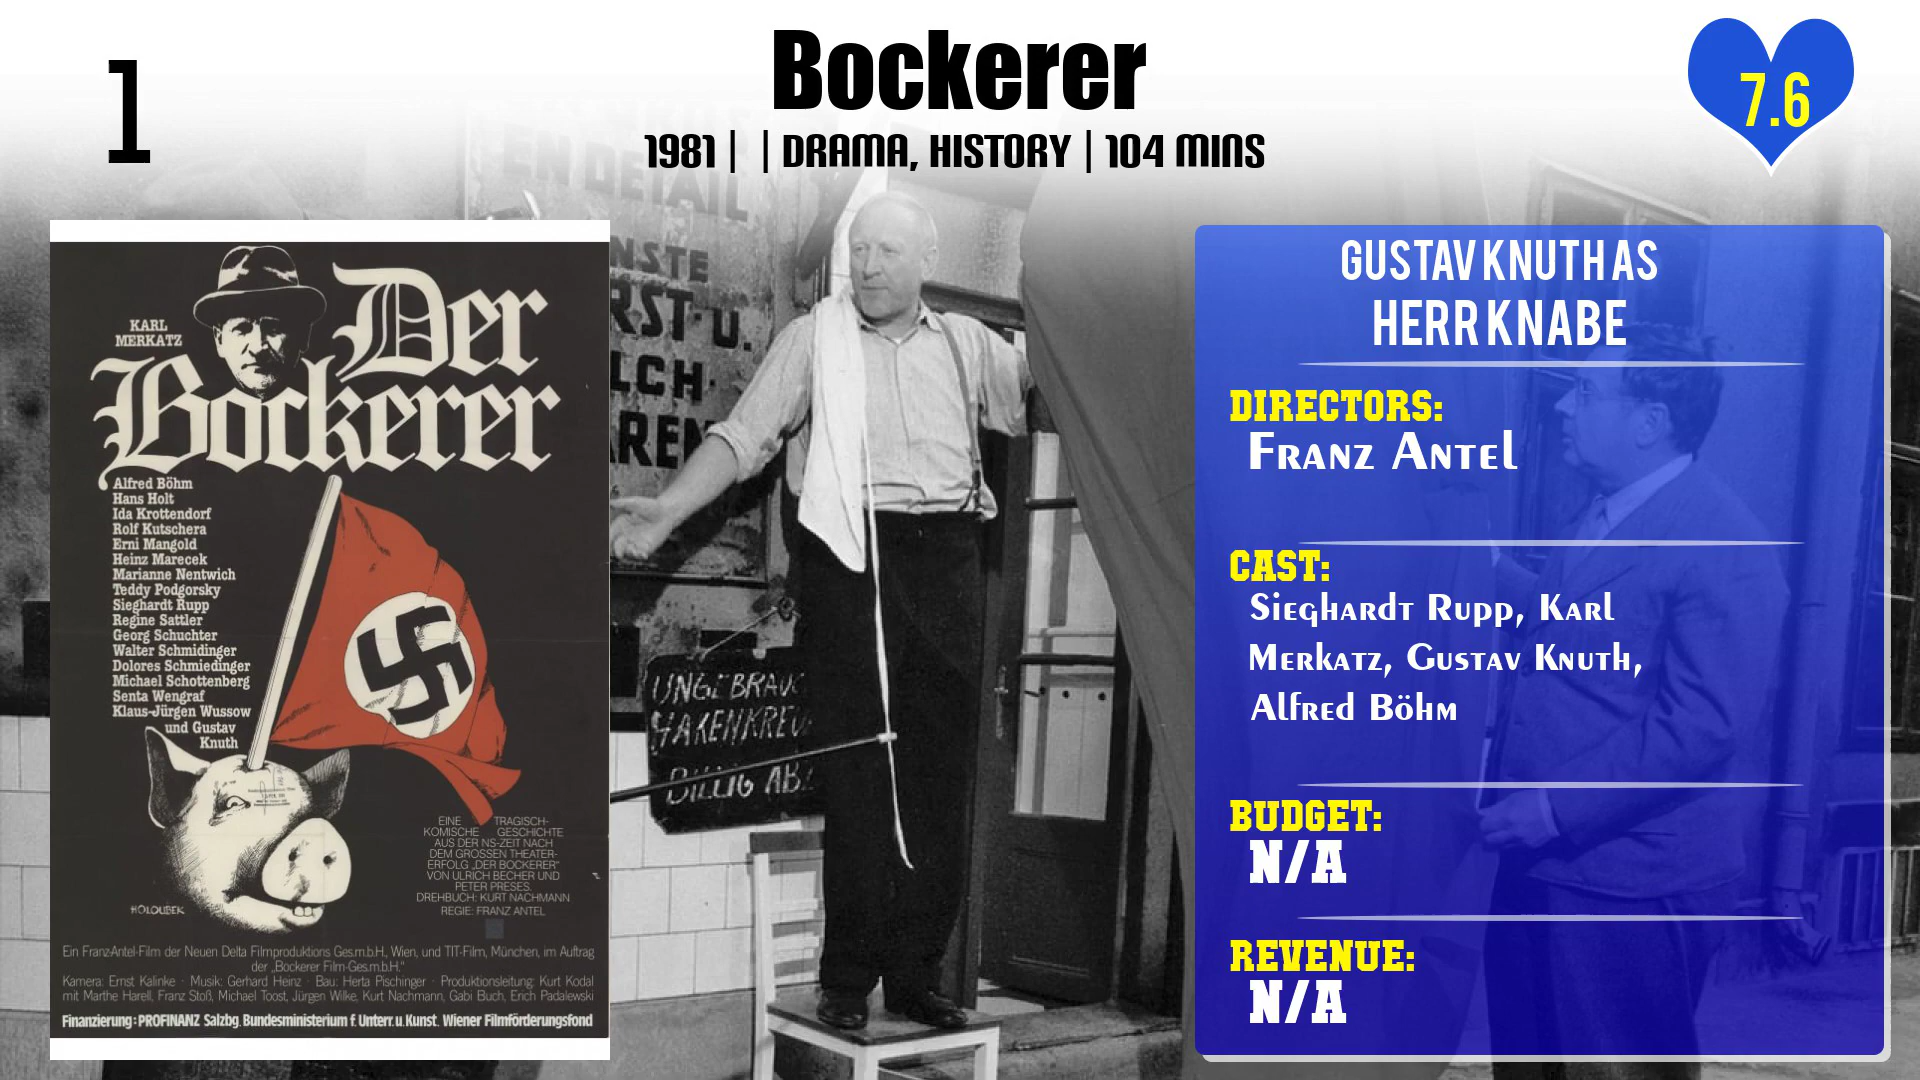 1
Bockerer
1981 | | DRAMA, HISTORY | 104 MINS
7.6
EN DETAIL
NSTE
RST U.
LCH-
AREN
UNGEBRAUC
HAKENKREU
BILLIG AB
KARL
MERKATZ
Der
Bockerer
Alfred Böhm
Hans Holt
Ida Krottendorf
Rolf Kutschera
Erni Mangold
Heinz Marecek
Marianne Nentwich
Teddy Podgorsky
Sieghardt Rupp
Regine Sattler
Georg Schuchter
Walter Schmidinger
Dolores Schmiedinger
Michael Schottenberg
Senta Wengraf
Klaus-Jürgen Wussow
und Gustav
Knuth
EINE TRAGISCH-
KOMISCHE GESCHICHTE
AUS DER NS-ZEIT NACH
DEM GROSSEN THEATER-
ERFOLG „DER BOCKERER"
VON ULRICH BECHER UND
PETER PRESES.
DREHBUCH: KURT NACHMANN
REGIE: FRANZ ANTEL
HOLOUBEK
Ein Franz-Antel-Film der Neuen Delta Filmproduktions Ges.m.b.H., Wien, und TIT-Film, München, im Auftrag
der „Bockerer Film-Ges.m.b.H."
Kamera: Ernst Kalinke · Musik: Gerhard Heinz · Bau: Herta Pischinger · Produktionsleitung: Kurt Kodal
mit Marthe Harell, Franz Stoß, Michael Toost, Jürgen Wilke, Kurt Nachmann, Gabi Buch, Erich Padalewski
Finanzierung: PROFINANZ Salzbg. Bundesministerium f. Unterr. u. Kunst. Wiener Filmförderungsfond
GUSTAV KNUTH AS
HERR KNABE
DIRECTORS:
Franz Antel
CAST:
Sieghardt Rupp, Karl
Merkatz, Gustav Knuth,
Alfred Böhm
BUDGET:
N/A
REVENUE:
N/A